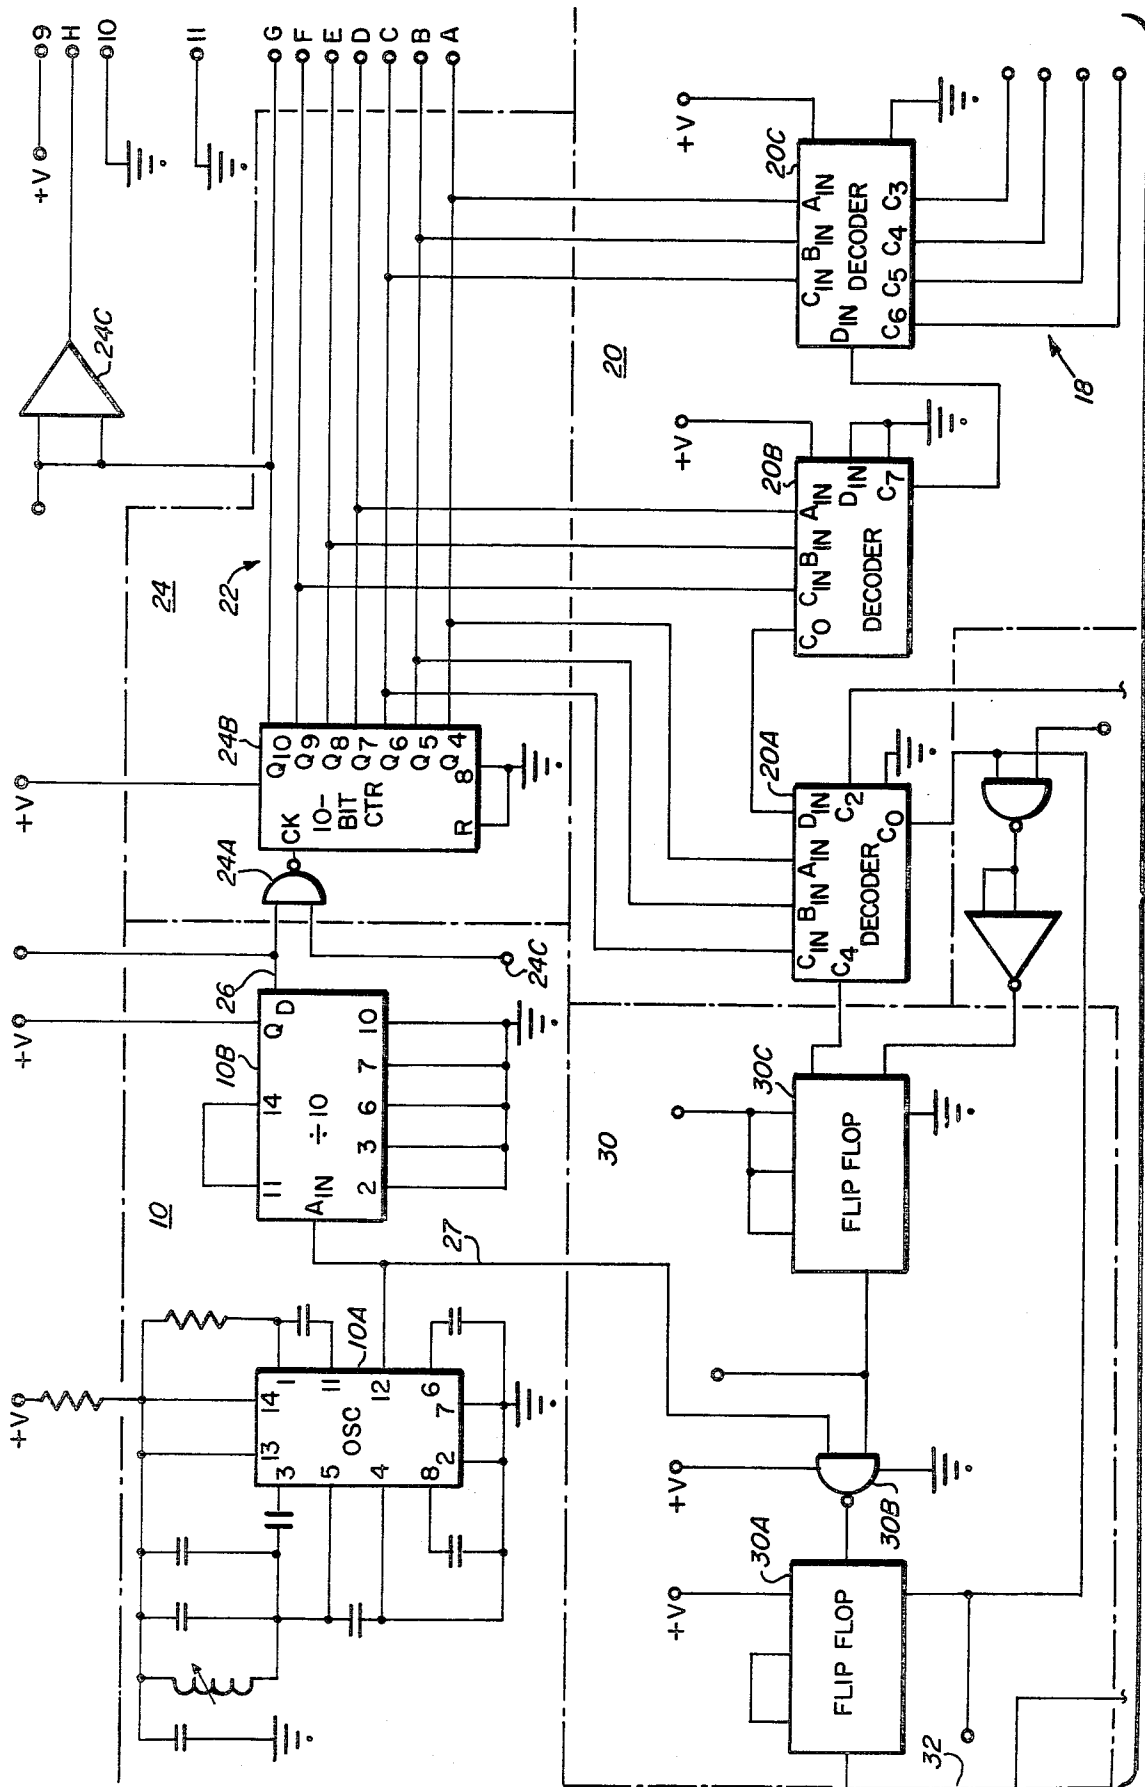 +V 9
H
10
11
24C
G
F
E
D
C
B
A
24
22
+V
24B
Q10
Q9
Q8
Q7
Q6
Q5
Q4
CK
10-
BIT
CTR
R
8
24A
24C
+V
26
10B
Q
D
14
11
÷10
AIN
2
3
6
7
10
10
27
+V
10A
14
13
1
11
12
3
5
4
OSC
8
2
7
6
20
+V
20C
CIN BIN AIN
DIN
DECODER
C6 C5 C4 C3
18
+V
20B
C0 CIN BIN AIN
DIN
DECODER
C7
20A
CIN BIN AIN DIN
C4
DECODER
C2
C0
30
30C
FLIP FLOP
+V
30B
+V
30A
FLIP FLOP
32